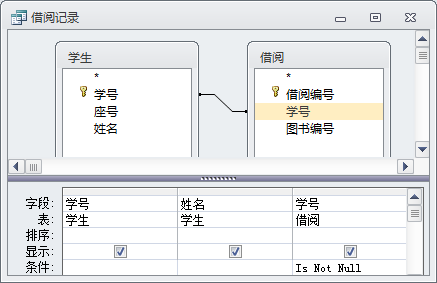 借阅记录
学生
*
学号
座号
姓名
借阅
*
借阅编号
学号
图书编号
字段: 学号 姓名 学号
表: 学生 学生 借阅
排序:
显示:
条件: Is Not Null